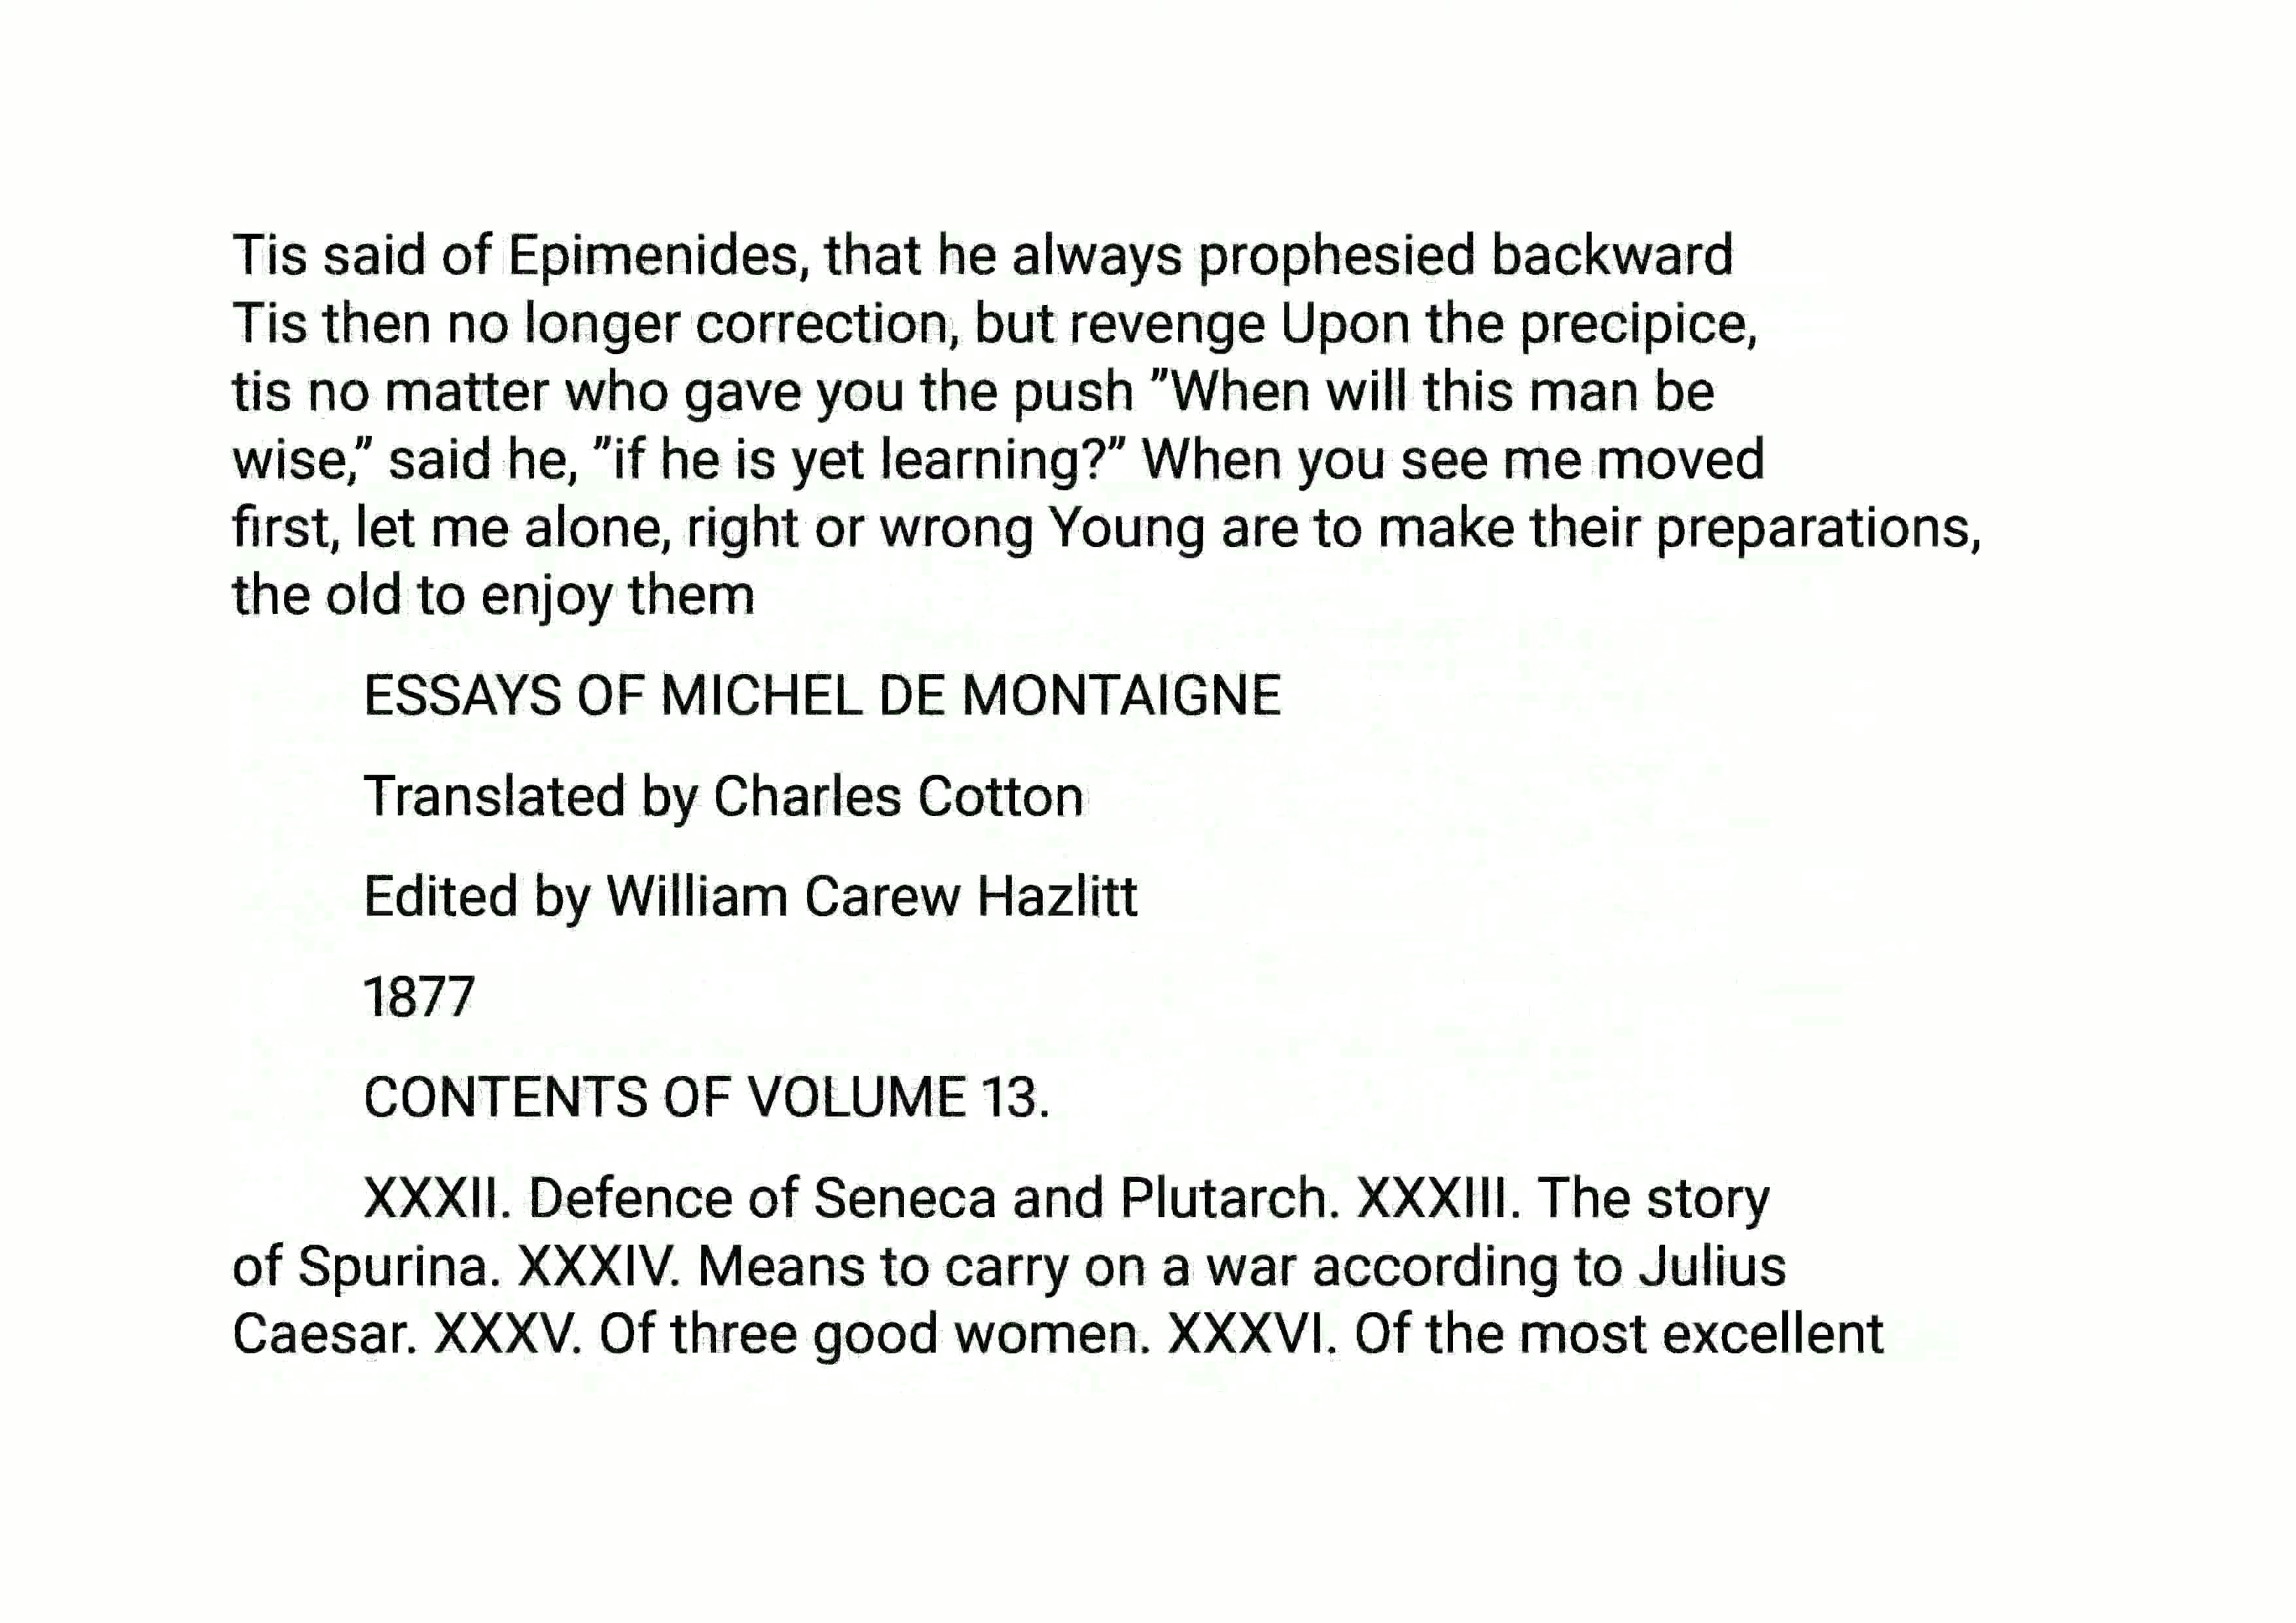 Tis said of Epimenides, that he always prophesied backward
Tis then no longer correction, but revenge Upon the precipice,
tis no matter who gave you the push ”When will this man be
wise,” said he, ”if he is yet learning?” When you see me moved
first, let me alone, right or wrong Young are to make their preparations,
the old to enjoy them
ESSAYS OF MICHEL DE MONTAIGNE
Translated by Charles Cotton
Edited by William Carew Hazlitt
1877
CONTENTS OF VOLUME 13.
XXXII. Defence of Seneca and Plutarch. XXXIII. The story
of Spurina. XXXIV. Means to carry on a war according to Julius
Caesar. XXXV. Of three good women. XXXVI. Of the most excellent